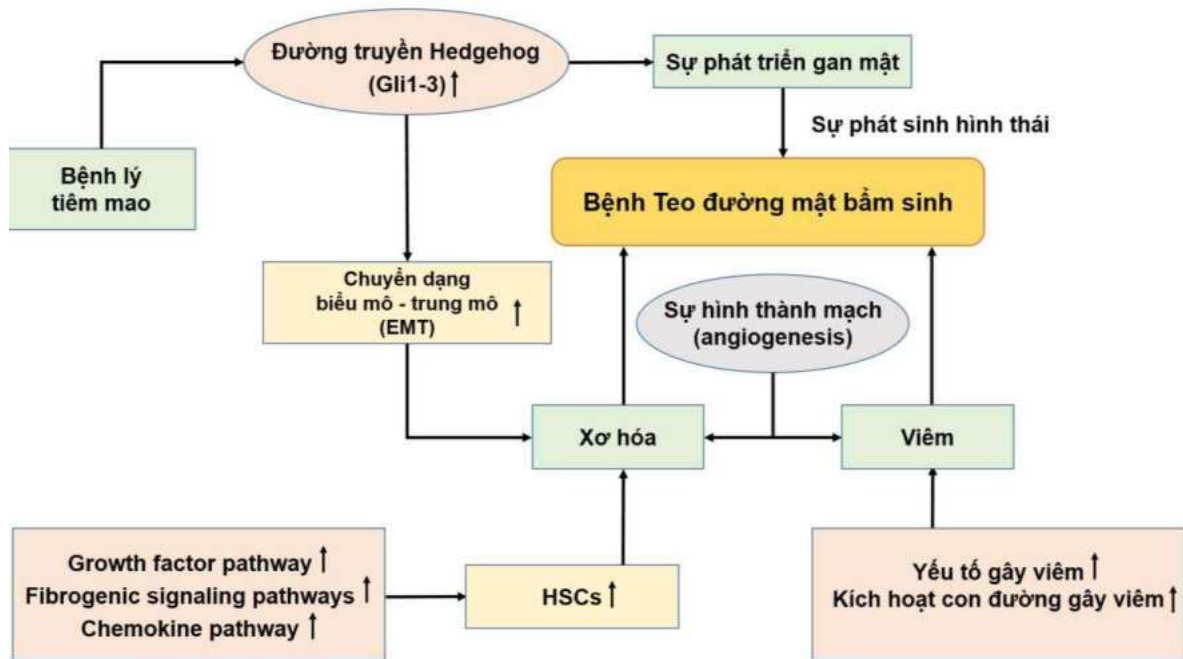 Đường truyền Hedgehog
(Gli1-3)↑
Sự phát triển gan mật
Sự phát sinh hình thái
Bệnh lý
tiêm mao
Bệnh Teo đường mật bẩm sinh
Chuyển dạng
biểu mô - trung mô ↑
(EMT)
Sự hình thành mạch
(angiogenesis)
Xơ hóa
Viêm
Growth factor pathway ↑
Fibrogenic signaling pathways ↑
Chemokine pathway ↑
HSCs ↑
Yếu tố gây viêm ↑
Kích hoạt con đường gây viêm ↑